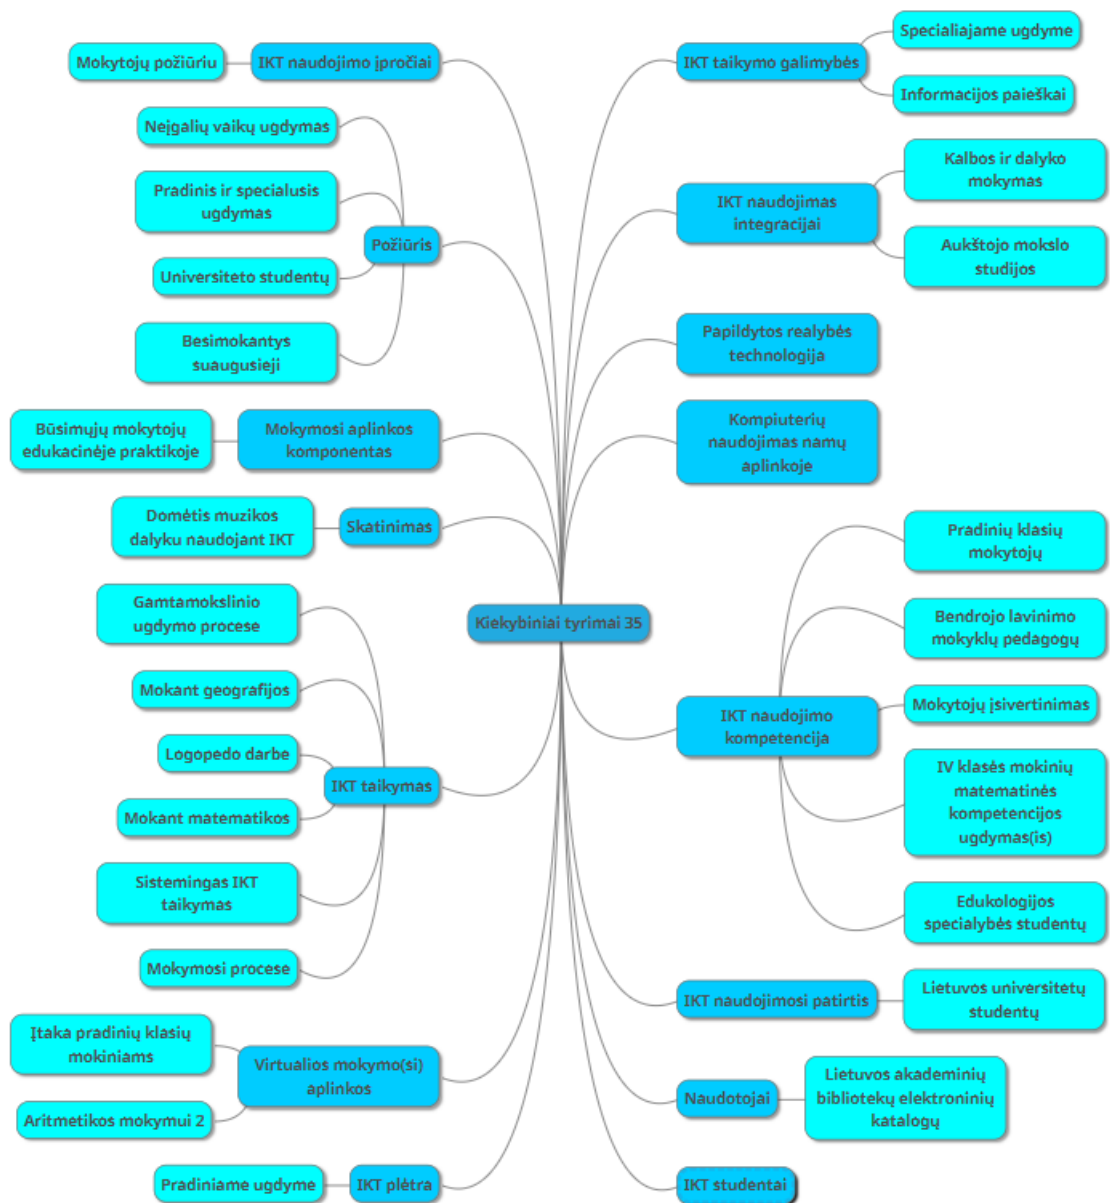 Mokytojų požiūriu
IKT naudojimo įpročiai
Neįgalių vaikų ugdymas
Pradinis ir specialusis
ugdymas
Požiūris
Universiteto studentų
Besimokantys
suaugusieji
Būsimųjų mokytojų
edukacinėje praktikoje
Mokymosi aplinkos
komponentas
Domėtis muzikos
dalyku naudojant IKT
Skatinimas
Gamtamokslinio
ugdymo procese
Mokant geografijos
Logopedo darbe
IKT taikymas
Mokant matematikos
Sistemingas IKT
taikymas
Mokymosi procese
Įtaka pradinių klasių
mokiniams
Virtualios mokymo(si)
aplinkos
Aritmetikos mokymui 2
Pradiniame ugdyme
IKT plėtra
Kiekybiniai tyrimai 35
IKT taikymo galimybės
Specialiajame ugdyme
Informacijos paieškai
IKT naudojimas
integracijai
Kalbos ir dalyko
mokymas
Aukštojo mokslo
studijos
Papildytos realybės
technologija
Kompiuterių
naudojimas namų
aplinkoje
Pradinių klasių
mokytojų
Bendrojo lavinimo
mokyklų pedagogų
IKT naudojimo
kompetencija
Mokytojų įsivertinimas
IV klasės mokinių
matematinės
kompetencijos
ugdymas(is)
Edukologijos
specialybės studentų
IKT naudojimosi patirtis
Lietuvos universitetų
studentų
Naudotojai
Lietuvos akademinių
bibliotekų elektroninių
katalogų
IKT studentai